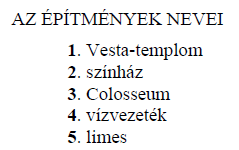 AZ ÉPÍTMÉNYEK NEVEI
1. Vesta-templom
2. színház
3. Colosseum
4. vízvezeték
5. limes